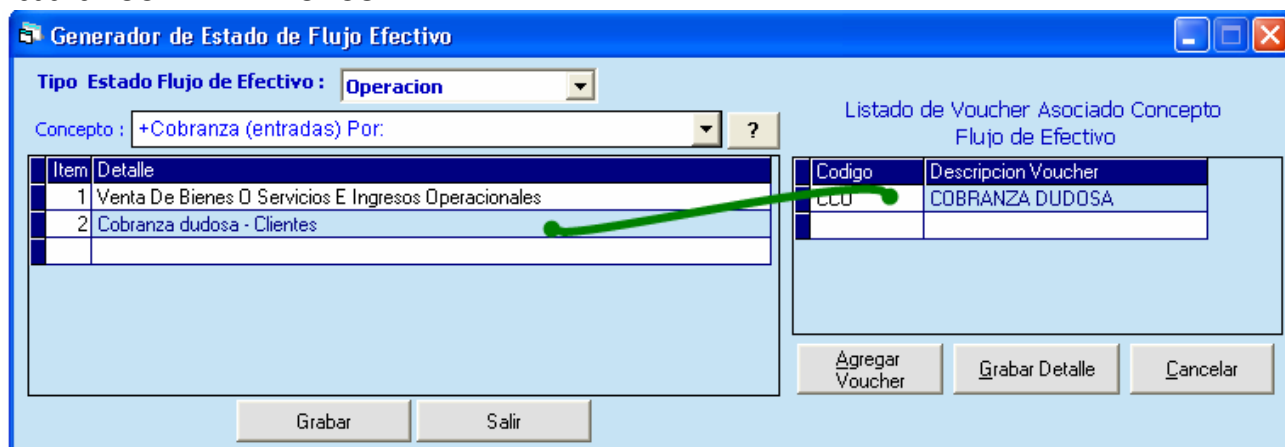 Generador de Estado de Flujo Efectivo
Tipo Estado Flujo de Efectivo : Operacion
Concepto : +Cobranza (entradas) Por: ?
Item Detalle
1 Venta De Bienes O Servicios E Ingresos Operacionales
2 Cobranza dudosa - Clientes
Grabar Salir
Listado de Voucher Asociado Concepto
Flujo de Efectivo
Codigo Descripcion Voucher
COBRANZA DUDOSA
Agregar
Voucher
Grabar Detalle Cancelar